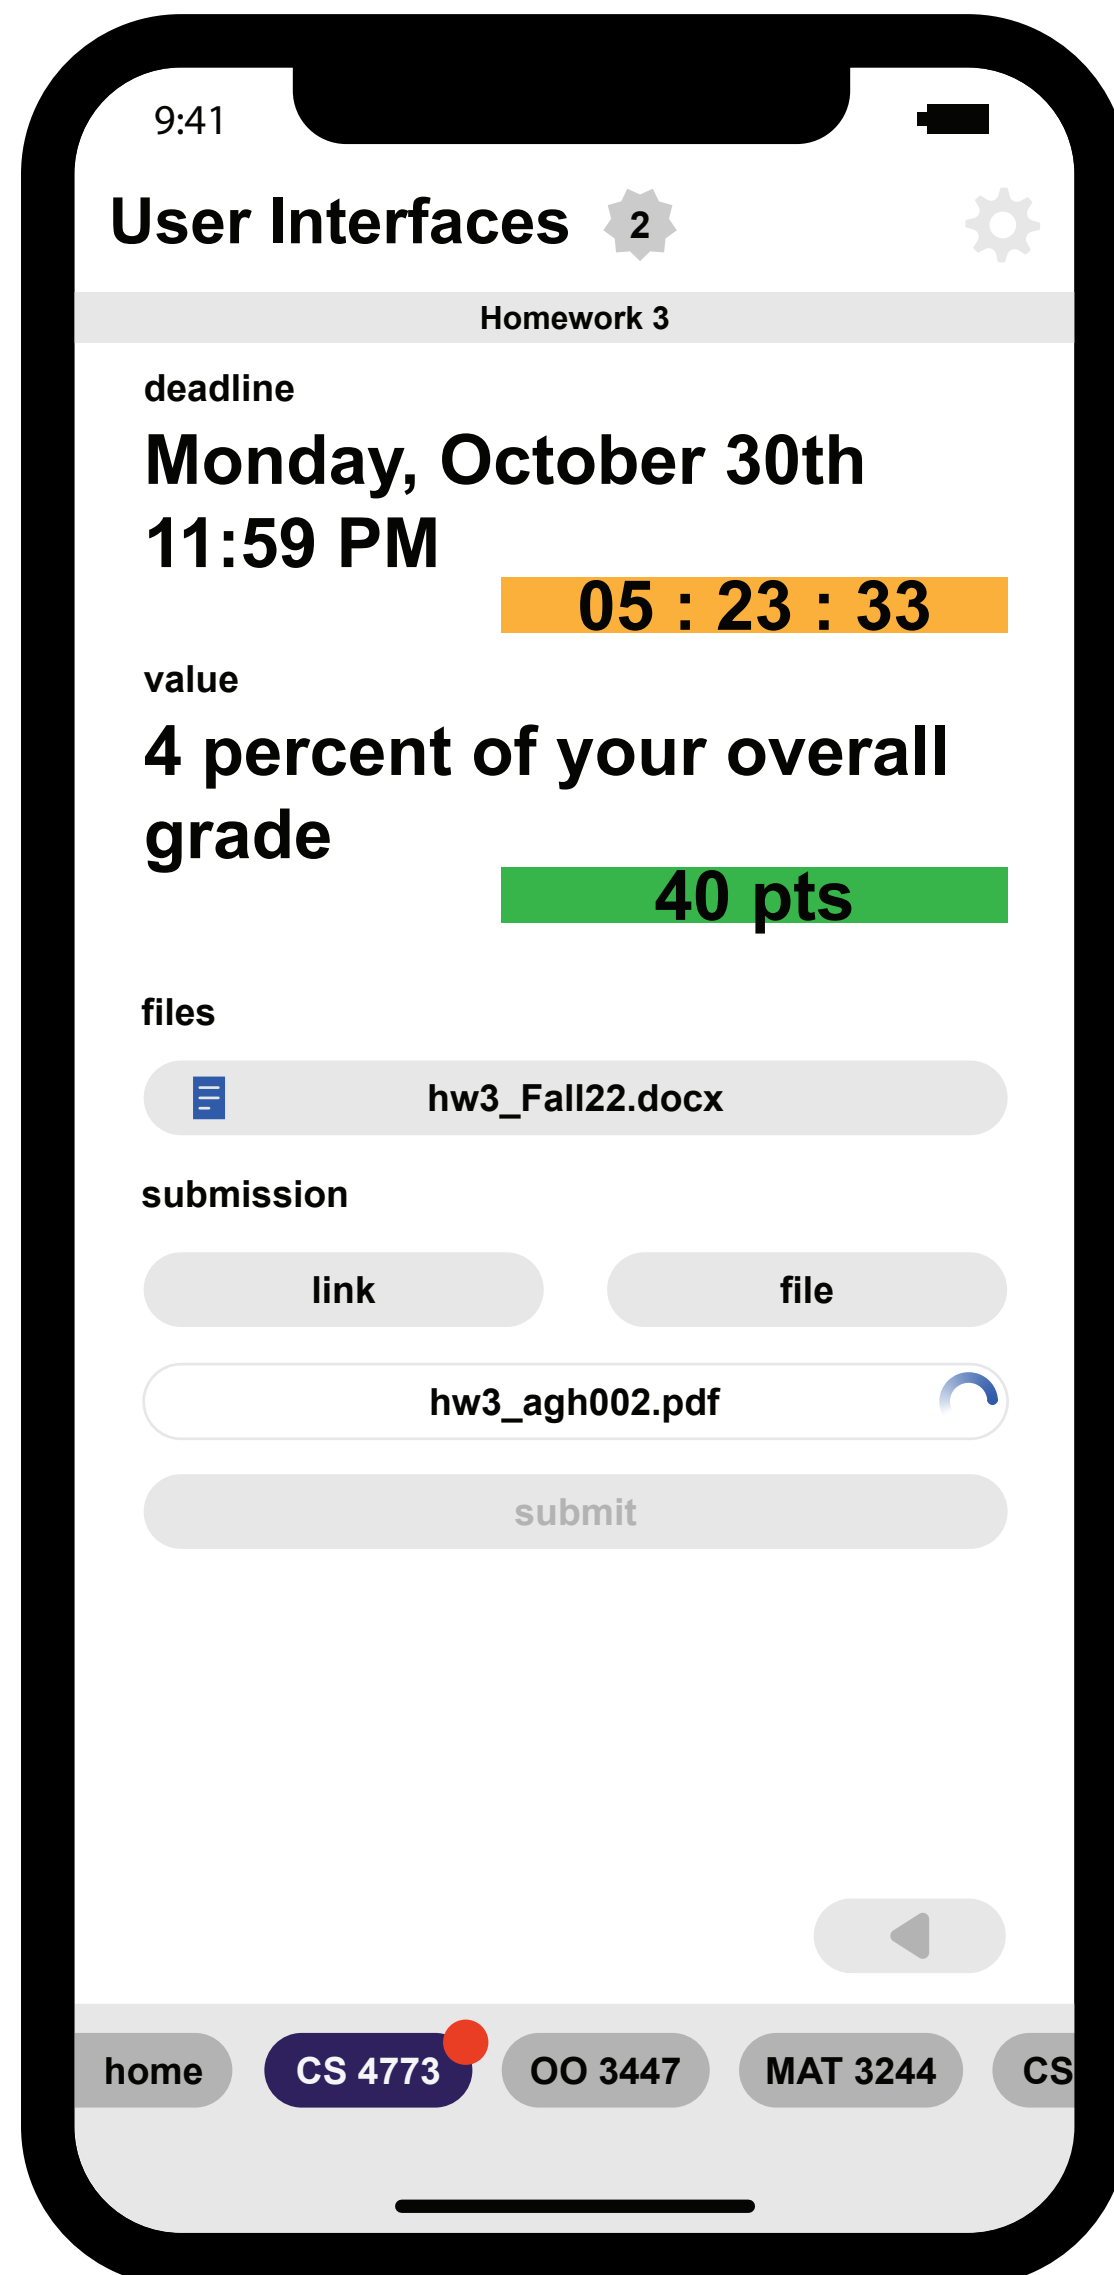 9:41
User Interfaces 2
Homework 3
deadline
Monday, October 30th
11:59 PM
05 : 23 : 33
value
4 percent of your overall
grade
40 pts
files
hw3_Fall22.docx
submission
link file
hw3_agh002.pdf
submit
home CS 4773 OO 3447 MAT 3244 CS